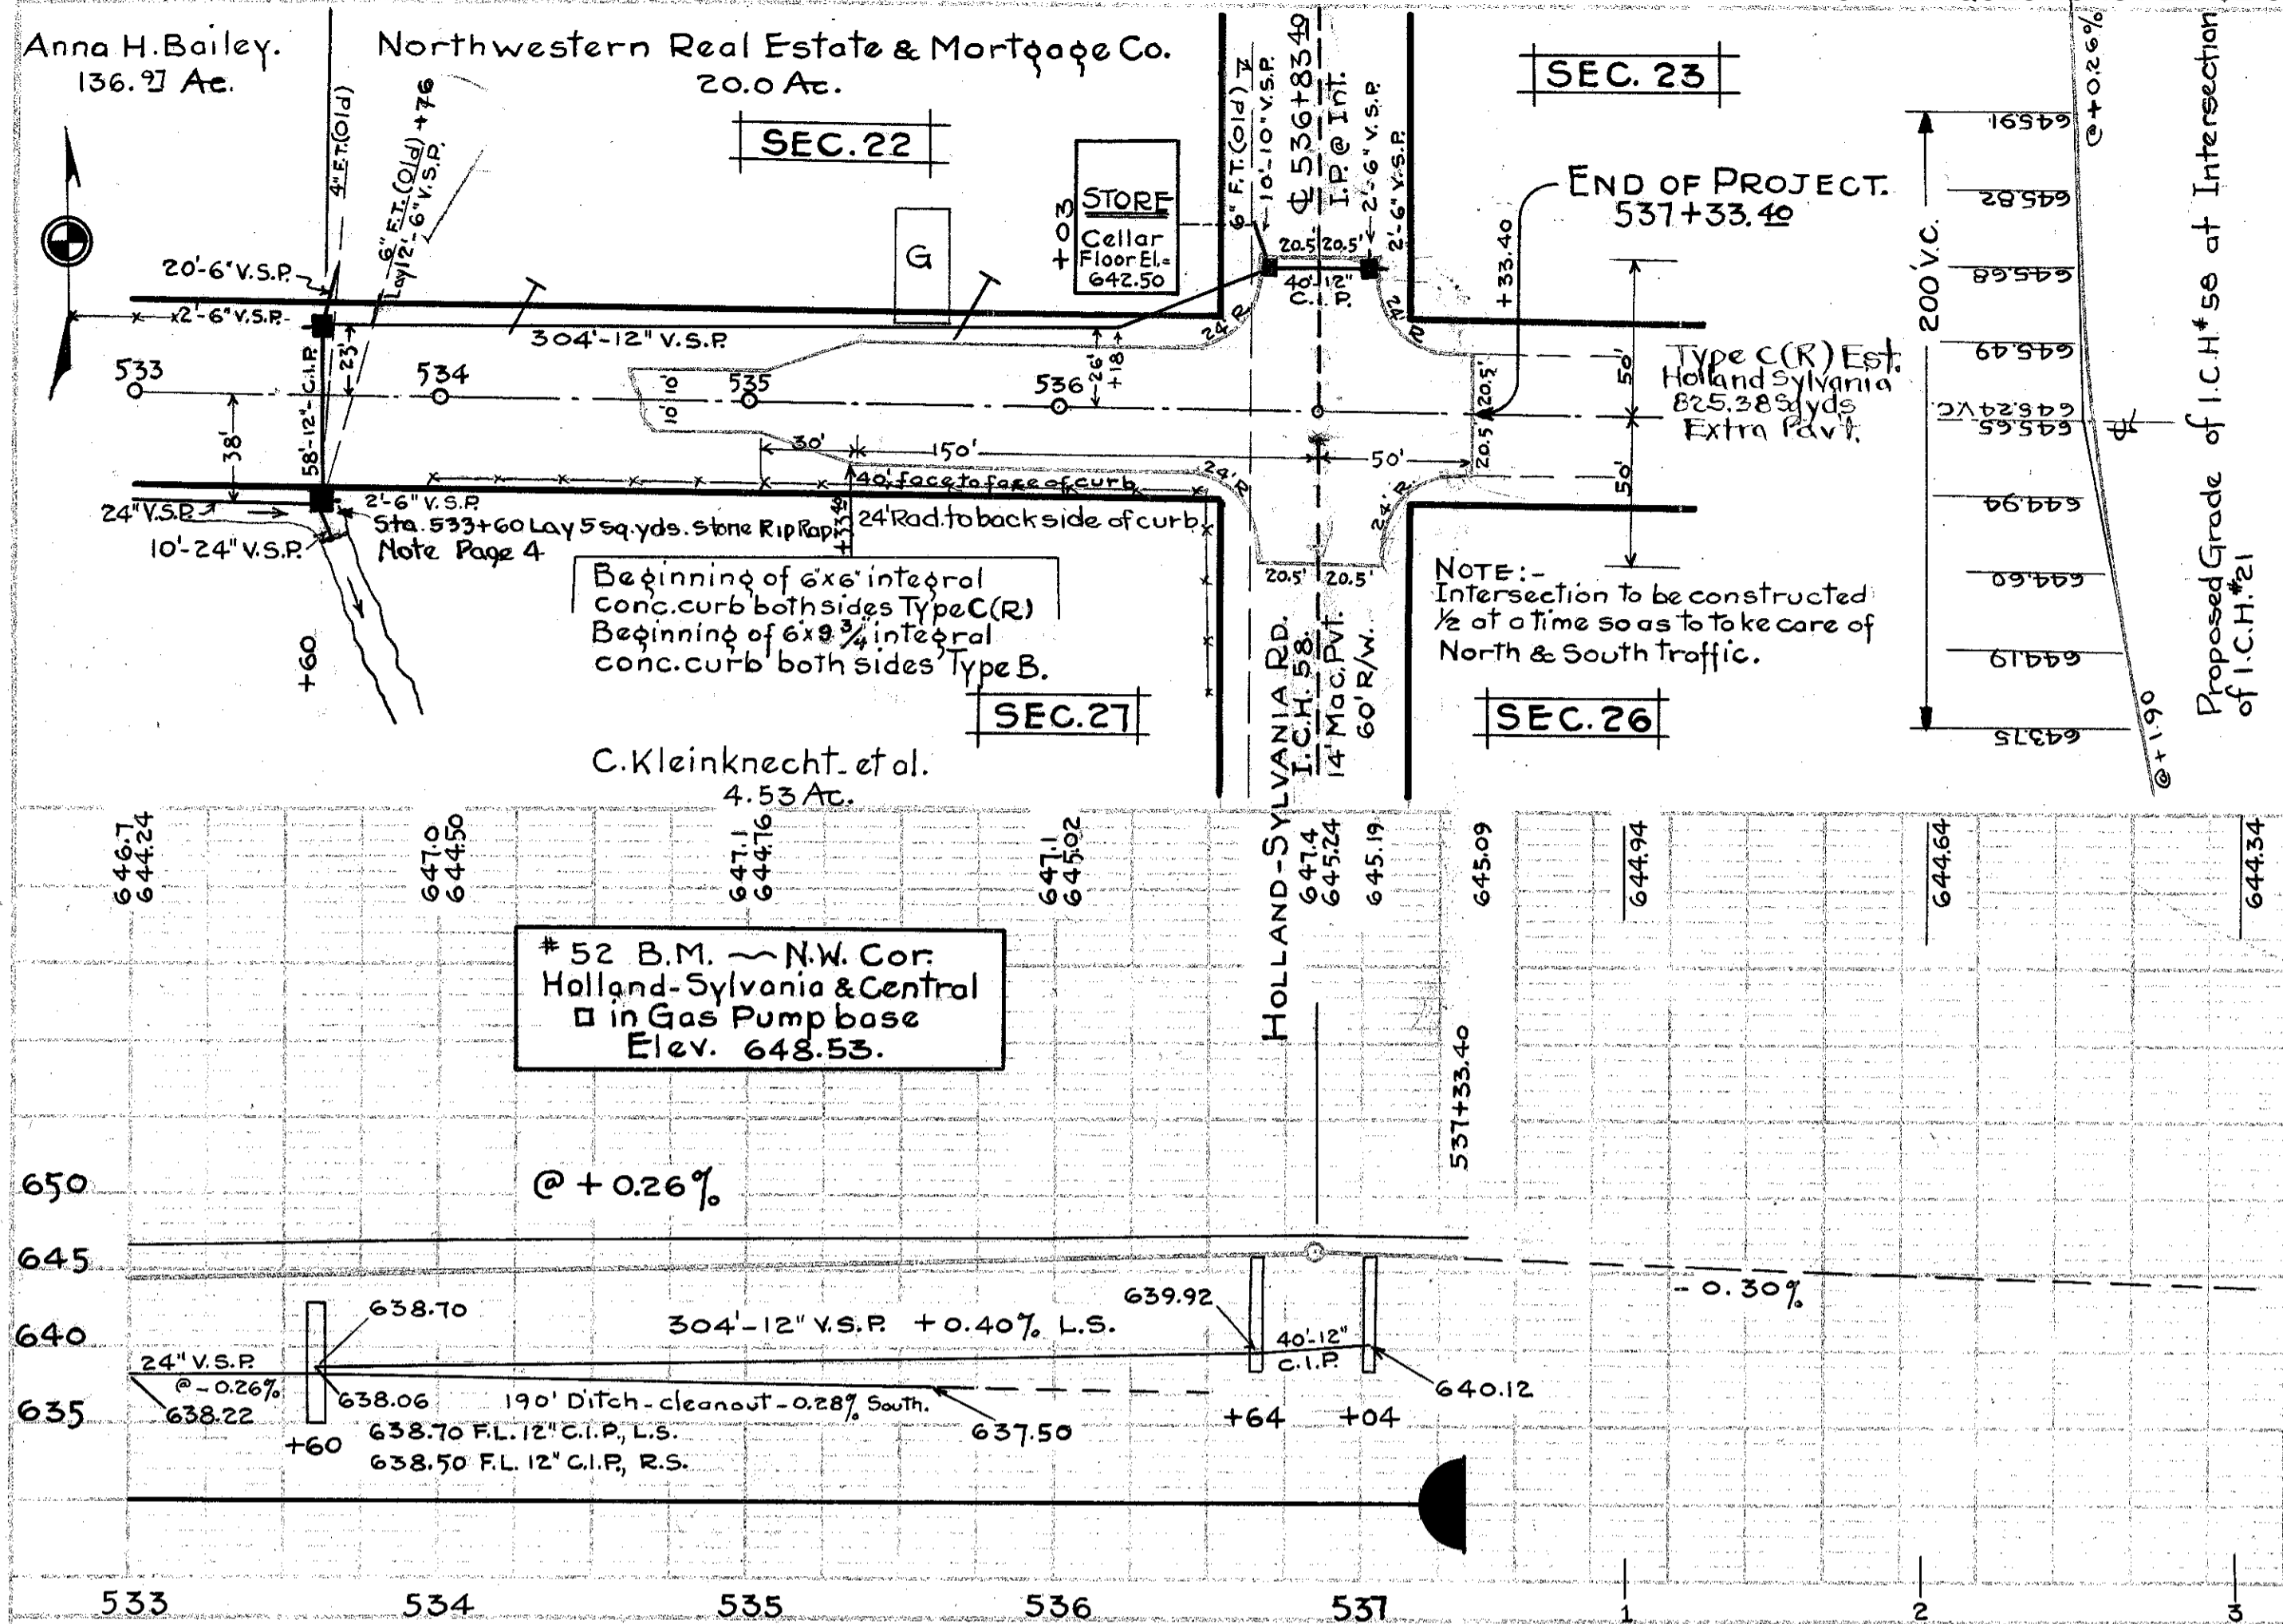 Anna H. Bailey.
136.97 Ac.
Northwestern Real Estate & Mortgage Co.
20.0 Ac.
SEC. 22
SEC. 23
4" F.T.(Old)
6" F.T.(Old) +76
Lay 12'-6" V.S.P.
20'-6" V.S.P.
2'-6" V.S.P.
304'-12" V.S.P.
58'-12"-C.I.P.
23'
38'
533
534
535
536
10' 10'
G
+03
STORE
Cellar
Floor El.=
642.50
6" F.T.(Old)
10'-10" V.S.P.
℄ 536+83.40
I.P. @ Int.
2'-6" V.S.P.
2'-6" V.S.P.
20.5' 20.5'
40'-12"
C.I.P.
24' R
24' R
26'
+18
END OF PROJECT.
537+33.40
+33.40
50'
50'
20.5' 20.5'
Type C(R) Est.
Holland Sylvania
825.38 Sq yds
Extra Pav't.
30'
150'
50'
40' face to face of curb
24' R
24' R
24' Rad. to back side of curb
+33.40
24" V.S.P.
10'-24" V.S.P.
2'-6" V.S.P.
Sta. 533+60 Lay 5 sq. yds. Stone Rip Rap
Note Page 4
+60
Beginning of 6"x6" integral
conc. curb both sides Type C(R)
Beginning of 6"x9 3/4" integral
conc. curb both sides Type B.
20.5' 20.5'
NOTE:-
Intersection to be constructed
1/2 at a time so as to take care of
North & South traffic.
SEC. 27
SEC. 26
C. Kleinknecht et al.
4.53 Ac.
HOLLAND-SYLVANIA RD.
I.C.H. 58.
14' Mac. Pvt.
60' R/W.
200' V.C.
@ +0.26%
645.91
645.82
645.68
645.49
645.24 V.C.
645.65
644.94
644.60
644.19
643.75
@ +1.90
Proposed Grade of I.C.H. #58 at Intersection
of I.C.H. #21
646.7
644.24
647.0
644.50
647.1
644.76
647.1
645.02
647.4
645.24
645.19
645.09
644.94
644.64
644.34
#52 B.M. ~ N.W. Cor.
Holland-Sylvania & Central
□ in Gas Pump base
Elev. 648.53.
537+33.40
650
645
640
635
@ + 0.26%
- 0.30%
638.70
304'-12" V.S.P. +0.40% L.S.
639.92
40'-12"
C.I.P.
640.12
24" V.S.P.
@ -0.26%
638.22
638.06
190' Ditch-cleanout -0.28% South.
637.50
+60
638.70 F.L. 12" C.I.P., L.S.
638.50 F.L. 12" C.I.P., R.S.
+64
+04
533
534
535
536
537
1
2
3